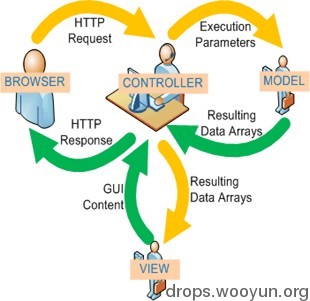 HTTP
Request
Execution
Parameters
BROWSER
CONTROLLER
MODEL
HTTP
Response
Resulting
Data Arrays
GUI
Content
Resulting
Data Arrays
VIEW
drops.wooyun.org